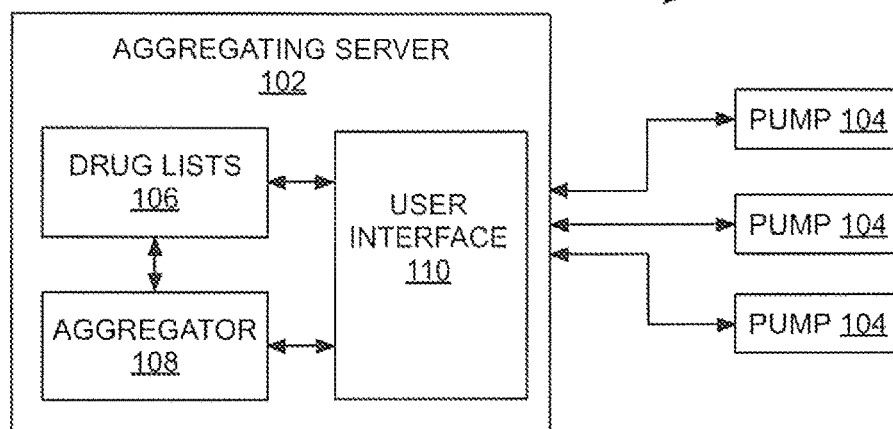 AGGREGATING SERVER
102
DRUG LISTS
106
AGGREGATOR
108
USER
INTERFACE
110
PUMP 104
PUMP 104
PUMP 104